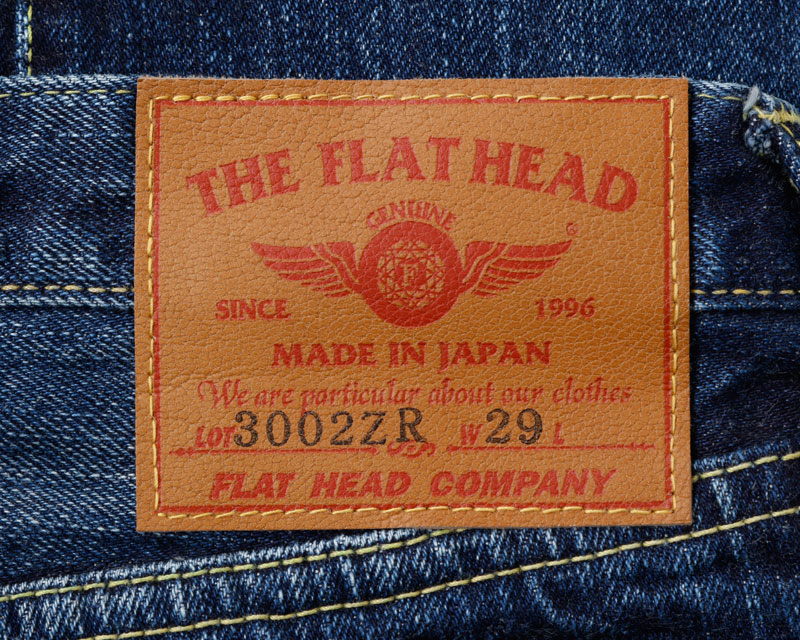 THE FLAT HEAD
GENUINE
®
F
SINCE 1996
MADE IN JAPAN
We are particular about our clothes
LOT 3002ZR W 29 L
FLAT HEAD COMPANY